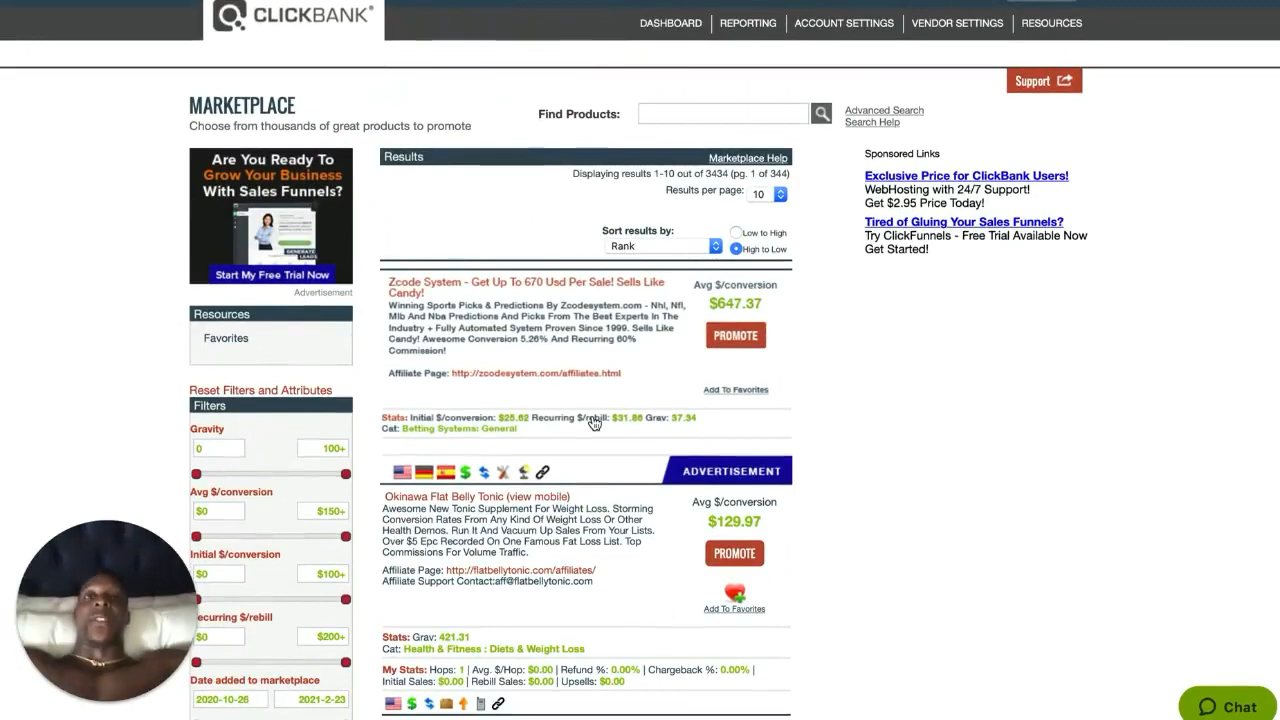 CLICKBANK®
DASHBOARD
REPORTING
ACCOUNT SETTINGS
VENDOR SETTINGS
RESOURCES
Support
MARKETPLACE
Choose from thousands of great products to promote
Find Products:
Advanced Search
Search Help
Are You Ready To
Grow Your Business
With Sales Funnels?
GENERATE
LEADS
Start My Free Trial Now
Advertisement
Resources
Favorites
Reset Filters and Attributes
Filters
Gravity
0 100+
Avg $/conversion
$0 $150+
Initial $/conversion
$0 $100+
ecurring $/rebill
$0 $200+
Date added to marketplace
2020-10-26 2021-2-23
Results
Marketplace Help
Displaying results 1-10 out of 3434 (pg. 1 of 344)
Results per page: 10
Sort results by:
Rank
Low to High
High to Low
Zcode System - Get Up To 670 Usd Per Sale! Sells Like
Candy!
Winning Sports Picks & Predictions By Zcodesystem.com - Nhl, Nfl,
Mlb And Nba Predictions And Picks From The Best Experts In The
Industry + Fully Automated System Proven Since 1999. Sells Like
Candy! Awesome Conversion 5.26% And Recurring 60%
Commission!
Affiliate Page: http://zcodesystem.com/affiliates.html
Avg $/conversion
$647.37
PROMOTE
Add To Favorites
Stats: Initial $/conversion: $25.62 Recurring $/rebill: $31.86 Grav: 37.34
Cat: Betting Systems: General
ADVERTISEMENT
Okinawa Flat Belly Tonic (view mobile)
Awesome New Tonic Supplement For Weight Loss. Storming
Conversion Rates From Any Kind Of Weight Loss Or Other
Health Demos. Run It And Vacuum Up Sales From Your Lists.
Over $5 Epc Recorded On One Famous Fat Loss List. Top
Commissions For Volume Traffic.
Affiliate Page: http://flatbellytonic.com/affiliates/
Affiliate Support Contact:aff@flatbellytonic.com
Avg $/conversion
$129.97
PROMOTE
Add To Favorites
Stats: Grav: 421.31
Cat: Health & Fitness : Diets & Weight Loss
My Stats: Hops: 1 | Avg. $/Hop: $0.00 | Refund %: 0.00% | Chargeback %: 0.00% |
Initial Sales: $0.00 | Rebill Sales: $0.00 | Upsells: $0.00
Sponsored Links
Exclusive Price for ClickBank Users!
WebHosting with 24/7 Support!
Get $2.95 Price Today!
Tired of Gluing Your Sales Funnels?
Try ClickFunnels - Free Trial Available Now
Get Started!
Chat